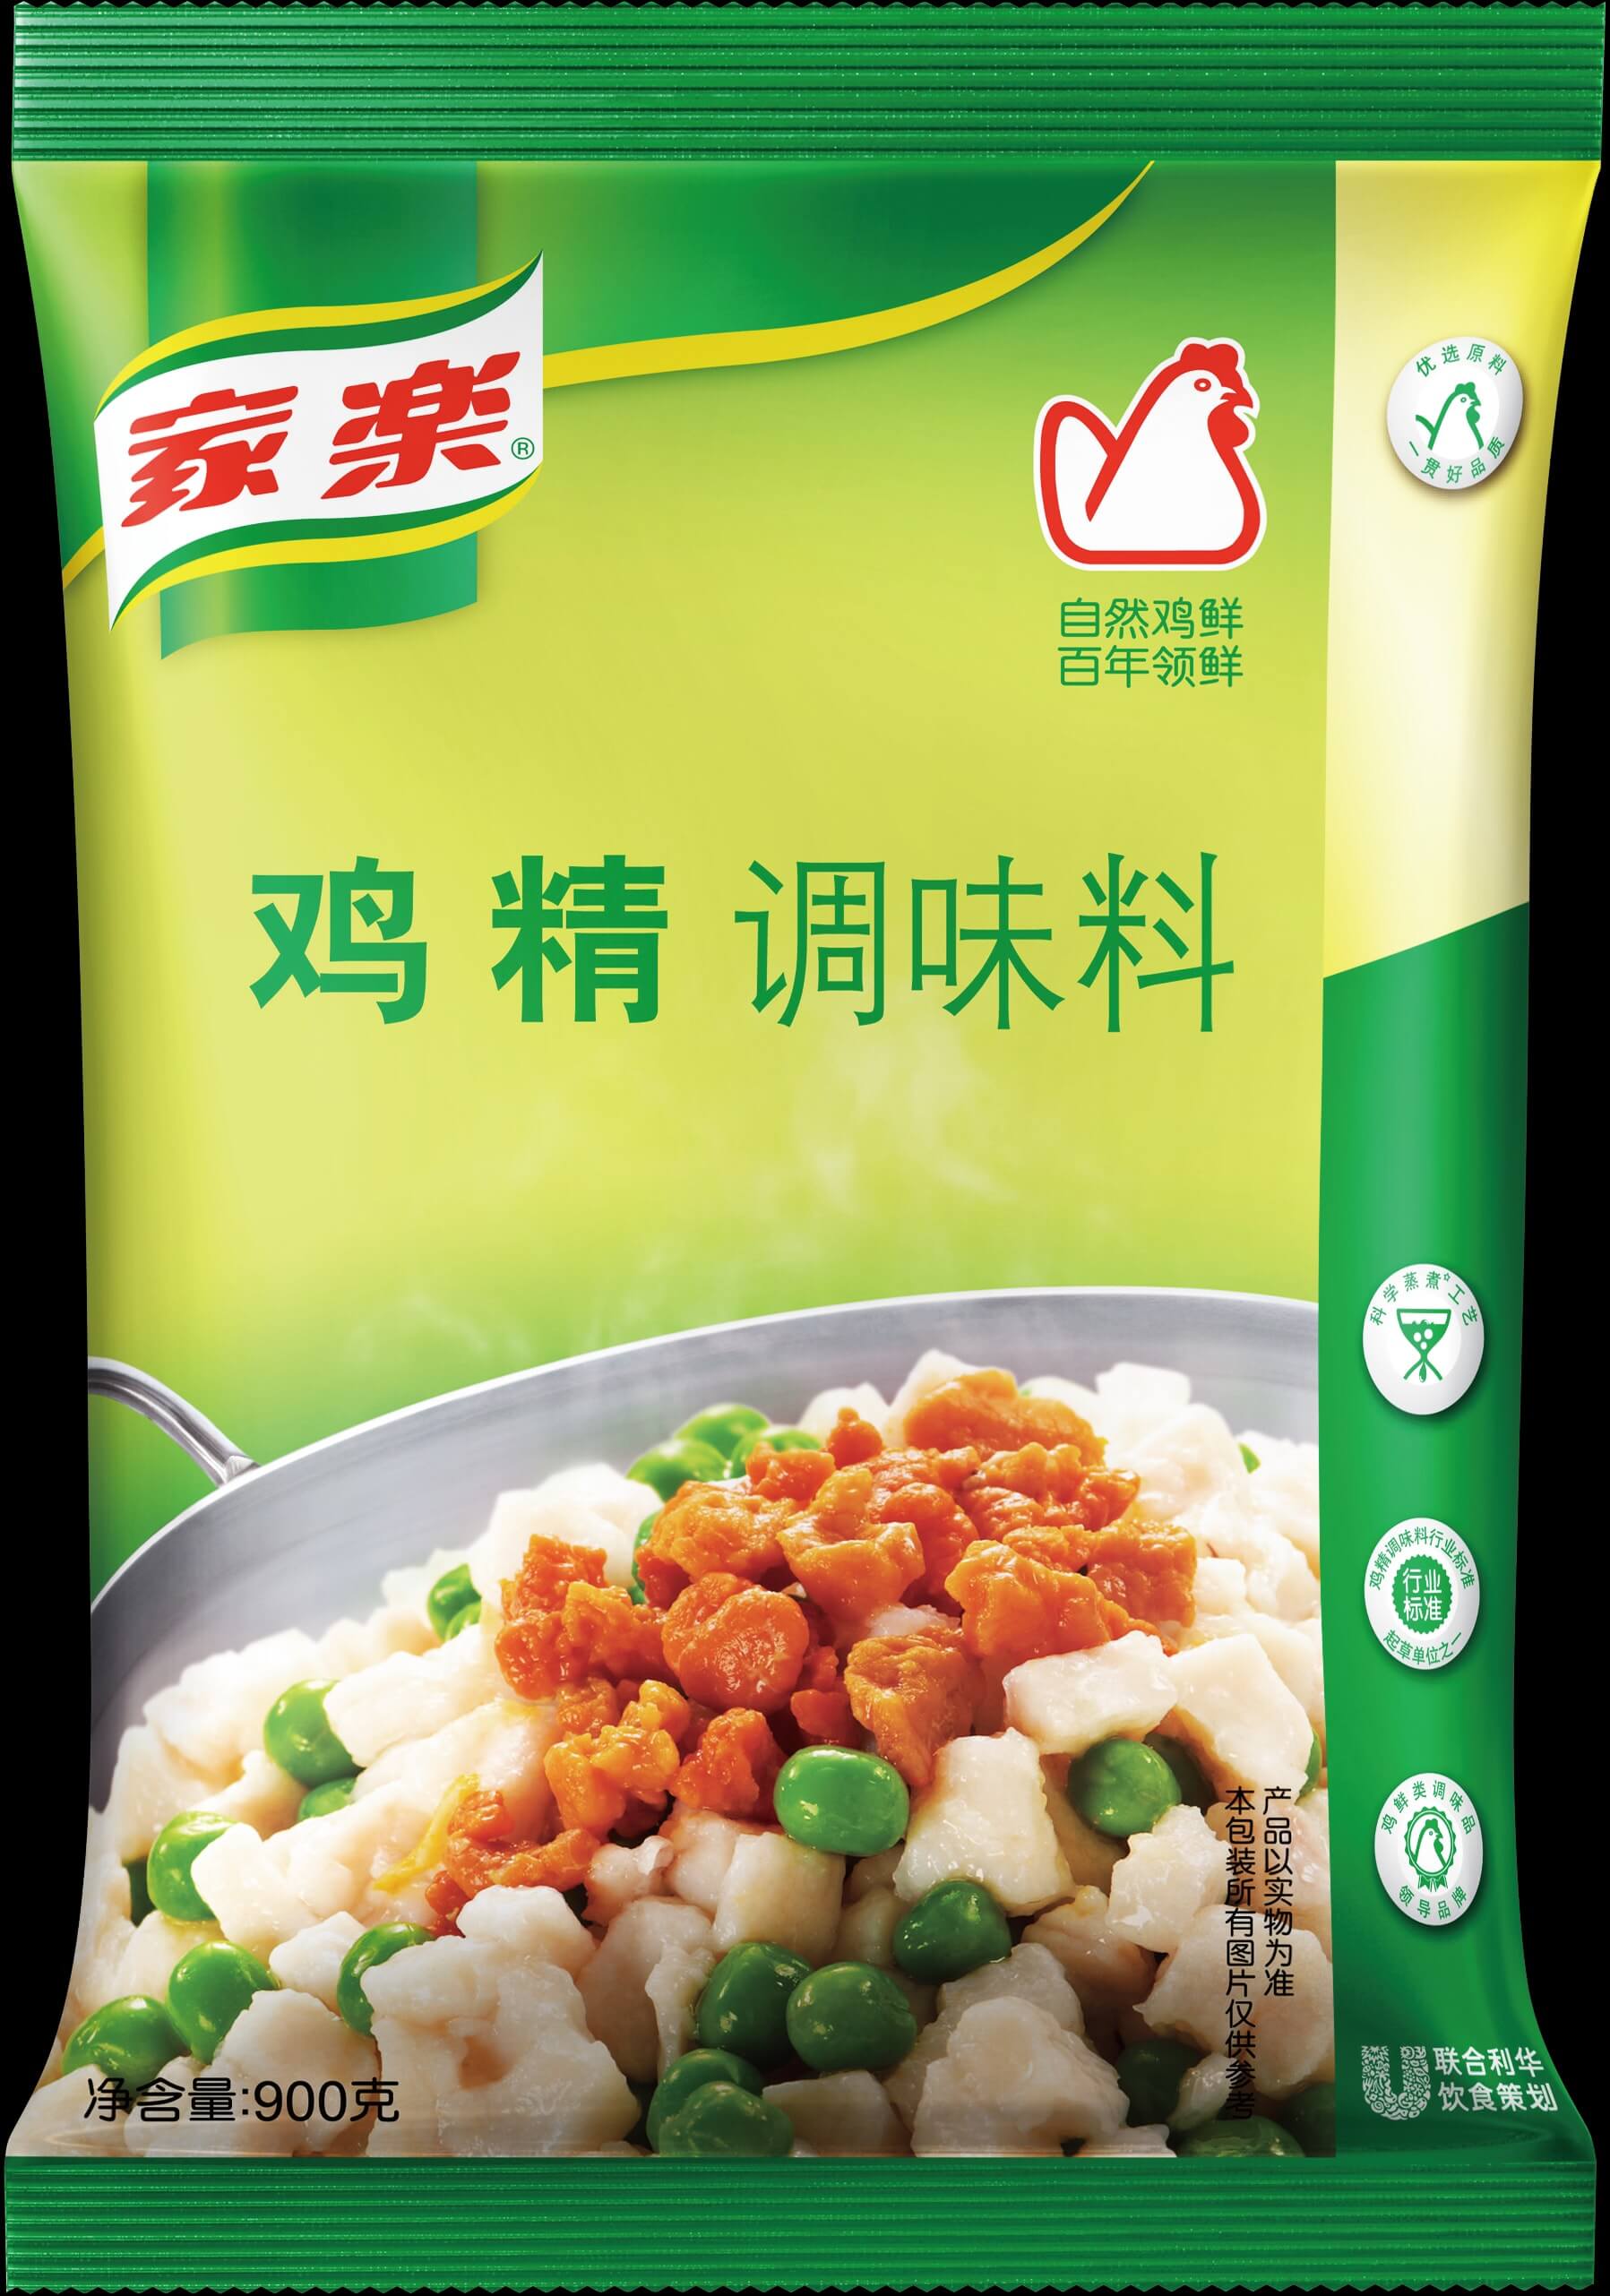 家楽®
自然鸡鲜
百年领鲜
优选原料
一贯好品质
鸡精 调味料
科学蒸煮☆工艺
鸡精调味料行业标准
行业
标准
起草单位之一
鸡鲜类调味品
领导品牌
产品以实物为准
本包装所有图片仅供参考
净含量:900克
联合利华
饮食策划